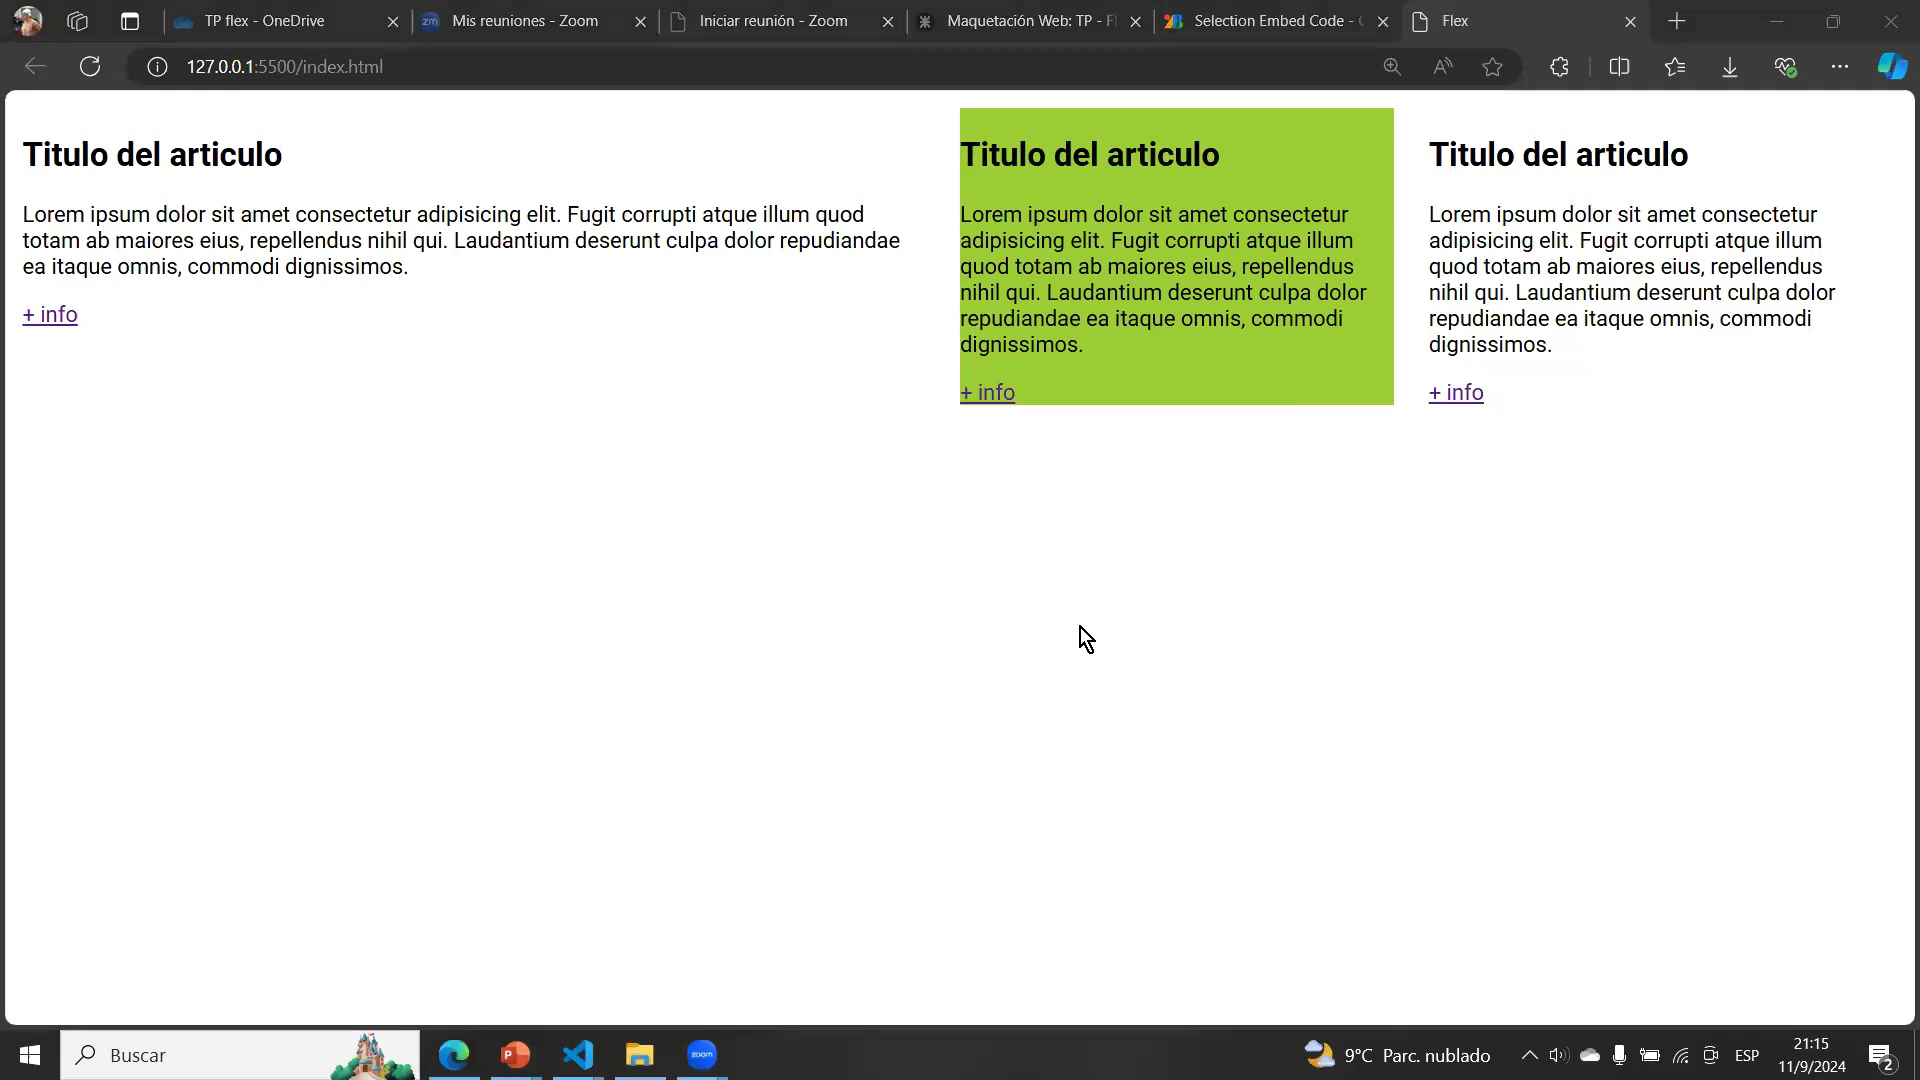 TP flex - OneDrive
Mis reuniones - Zoom
Iniciar reunión - Zoom
Maquetación Web: TP - Fl
Selection Embed Code -
Flex
127.0.0.1:5500/index.html
Titulo del articulo
Lorem ipsum dolor sit amet consectetur adipisicing elit. Fugit corrupti atque illum quod
totam ab maiores eius, repellendus nihil qui. Laudantium deserunt culpa dolor repudiandae
ea itaque omnis, commodi dignissimos.
+ info
Titulo del articulo
Lorem ipsum dolor sit amet consectetur
adipisicing elit. Fugit corrupti atque illum
quod totam ab maiores eius, repellendus
nihil qui. Laudantium deserunt culpa dolor
repudiandae ea itaque omnis, commodi
dignissimos.
+ info
Titulo del articulo
Lorem ipsum dolor sit amet consectetur
adipisicing elit. Fugit corrupti atque illum
quod totam ab maiores eius, repellendus
nihil qui. Laudantium deserunt culpa dolor
repudiandae ea itaque omnis, commodi
dignissimos.
+ info
Buscar
zoom
9°C Parc. nublado
ESP
21:15
11/9/2024
2